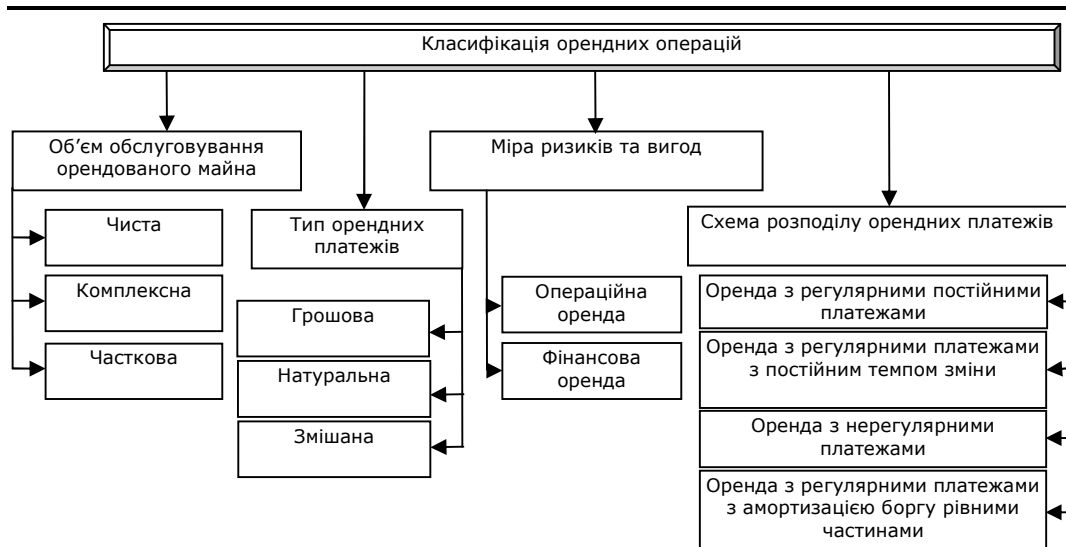 Класифікація орендних операцій
Об’єм обслуговування
орендованого майна
Чиста
Комплексна
Часткова
Тип орендних
платежів
Грошова
Натуральна
Змішана
Міра ризиків та вигод
Операційна
оренда
Фінансова
оренда
Схема розподілу орендних платежів
Оренда з регулярними постійними
платежами
Оренда з регулярними платежами
з постійним темпом зміни
Оренда з нерегулярними
платежами
Оренда з регулярними платежами
з амортизацією боргу рівними
частинами